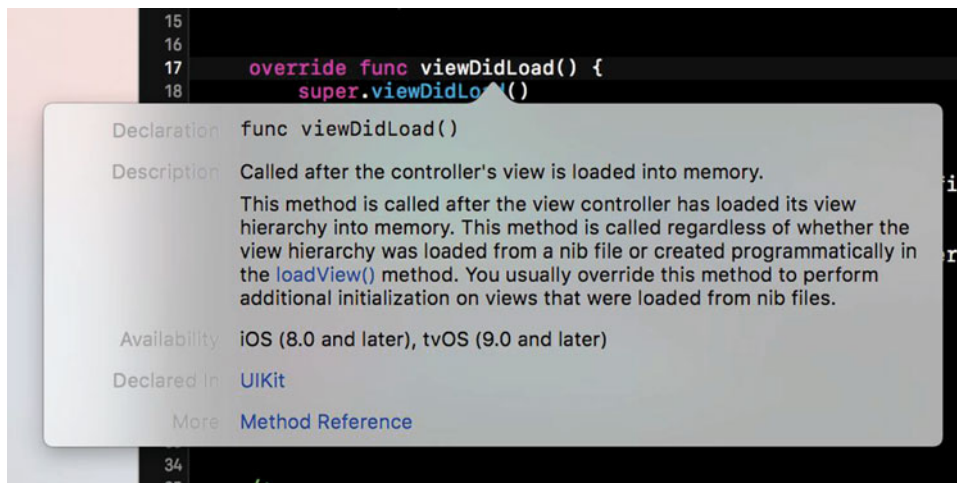 15
16
17 override func viewDidLoad() {
18 super.viewDidLoad()
Declaration func viewDidLoad()
Description Called after the controller's view is loaded into memory.
This method is called after the view controller has loaded its view
hierarchy into memory. This method is called regardless of whether the
view hierarchy was loaded from a nib file or created programmatically in
the loadView() method. You usually override this method to perform
additional initialization on views that were loaded from nib files.
Availability iOS (8.0 and later), tvOS (9.0 and later)
Declared In UIKit
More Method Reference
34